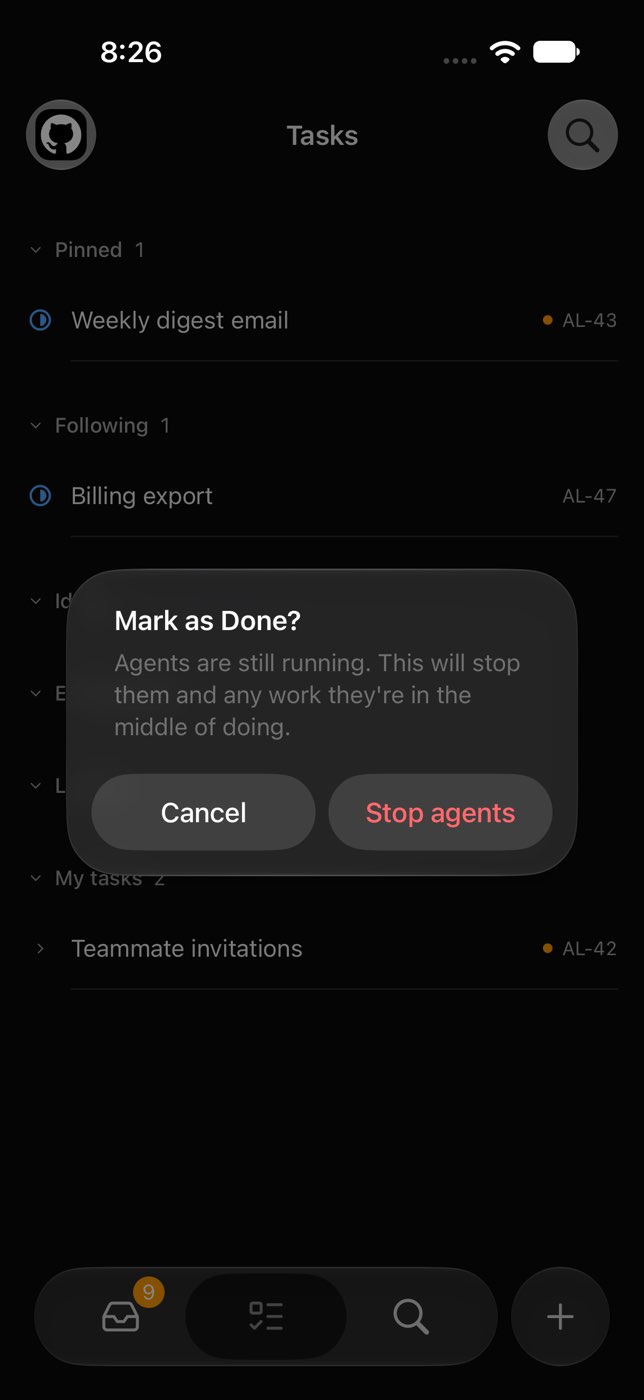 8:26
Tasks
Pinned 1
Weekly digest email
AL-43
Following 1
Billing export
AL-47
Mark as Done?
Agents are still running. This will stop
them and any work they're in the
middle of doing.
Cancel
Stop agents
My tasks 2
Teammate invitations
AL-42
9